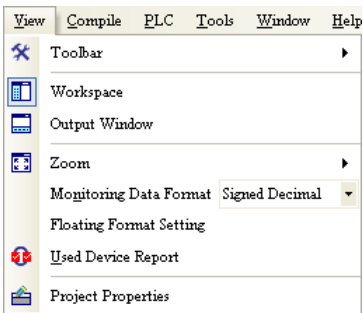 View Compile PLC Tools Window Help
Toolbar
Workspace
Output Window
Zoom
Monitoring Data Format Signed Decimal
Floating Format Setting
Used Device Report
Project Properties